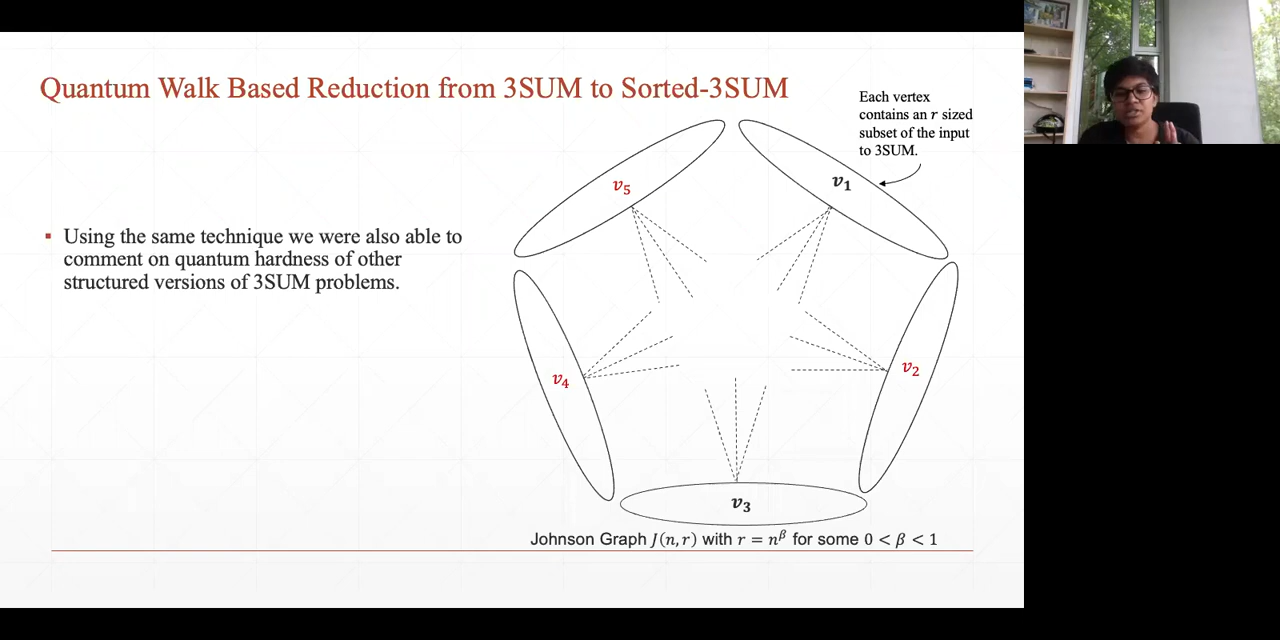 Quantum Walk Based Reduction from 3SUM to Sorted-3SUM
Each vertex
contains an r sized
subset of the input
to 3SUM.
▪ Using the same technique we were also able to
comment on quantum hardness of other
structured versions of 3SUM problems.
v₅
v₁
v₄
v₂
v₃
Johnson Graph J(n, r) with r = n^β for some 0 < β < 1